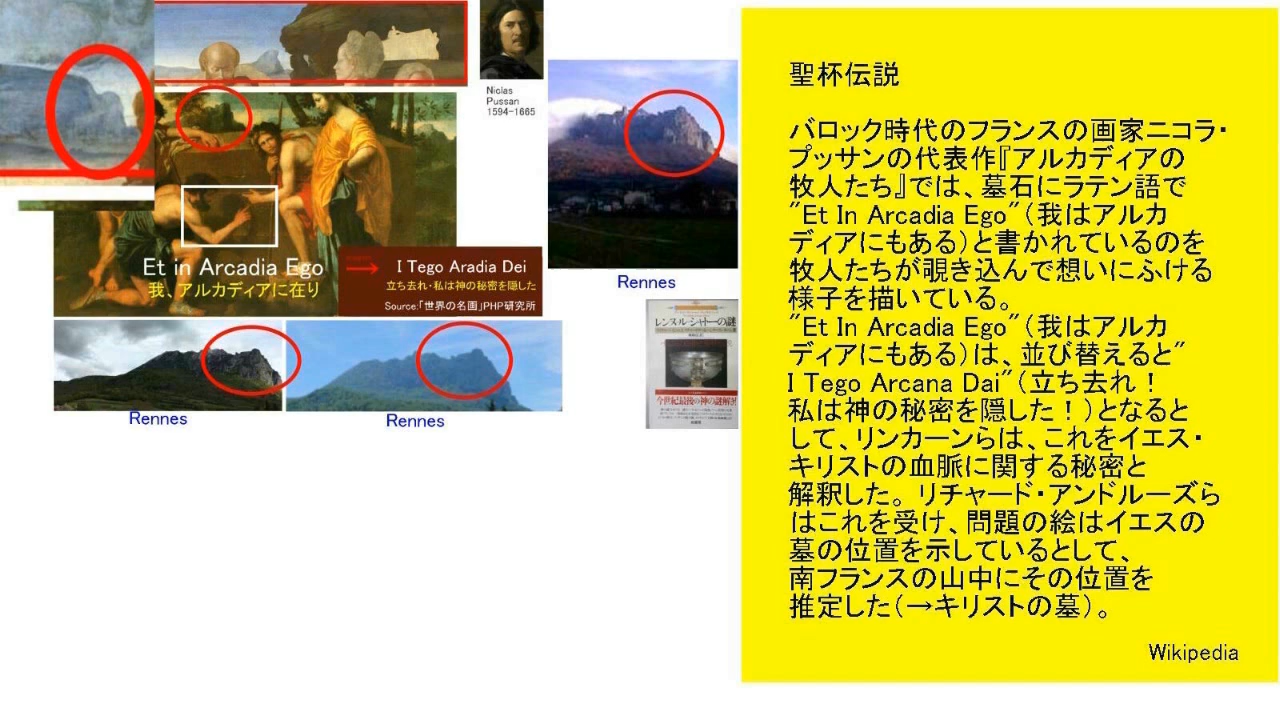 Niclas
Pussan
1594-1665
Et in Arcadia Ego
我、アルカディアに在り
I Tego Aradia Dei
立ち去れ・私は神の秘密を隠した
Source:「世界の名画」PHP研究所
Rennes
Rennes
Rennes
レンヌ=ル=シャトーの謎
今世紀最後の神の謎解き!
聖杯伝説
バロック時代のフランスの画家ニコラ・
プッサンの代表作『アルカディアの
牧人たち』では、墓石にラテン語で
"Et In Arcadia Ego"(我はアルカ
ディアにもある)と書かれているのを
牧人たちが覗き込んで想いにふける
様子を描いている。
"Et In Arcadia Ego"(我はアルカ
ディアにもある)は、並び替えると"
I Tego Arcana Dai"(立ち去れ！
私は神の秘密を隠した！)となると
して、リンカーンらは、これをイエス・
キリストの血脈に関する秘密と
解釈した。リチャード・アンドルーズら
はこれを受け、問題の絵はイエスの
墓の位置を示しているとして、
南フランスの山中にその位置を
推定した(→キリストの墓)。
Wikipedia